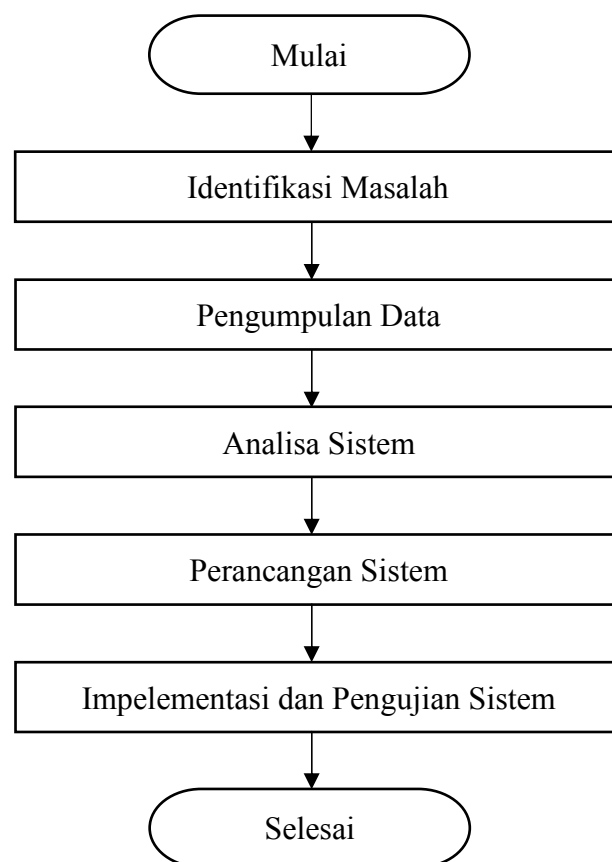 Mulai
Identifikasi Masalah
Pengumpulan Data
Analisa Sistem
Perancangan Sistem
Impelementasi dan Pengujian Sistem
Selesai